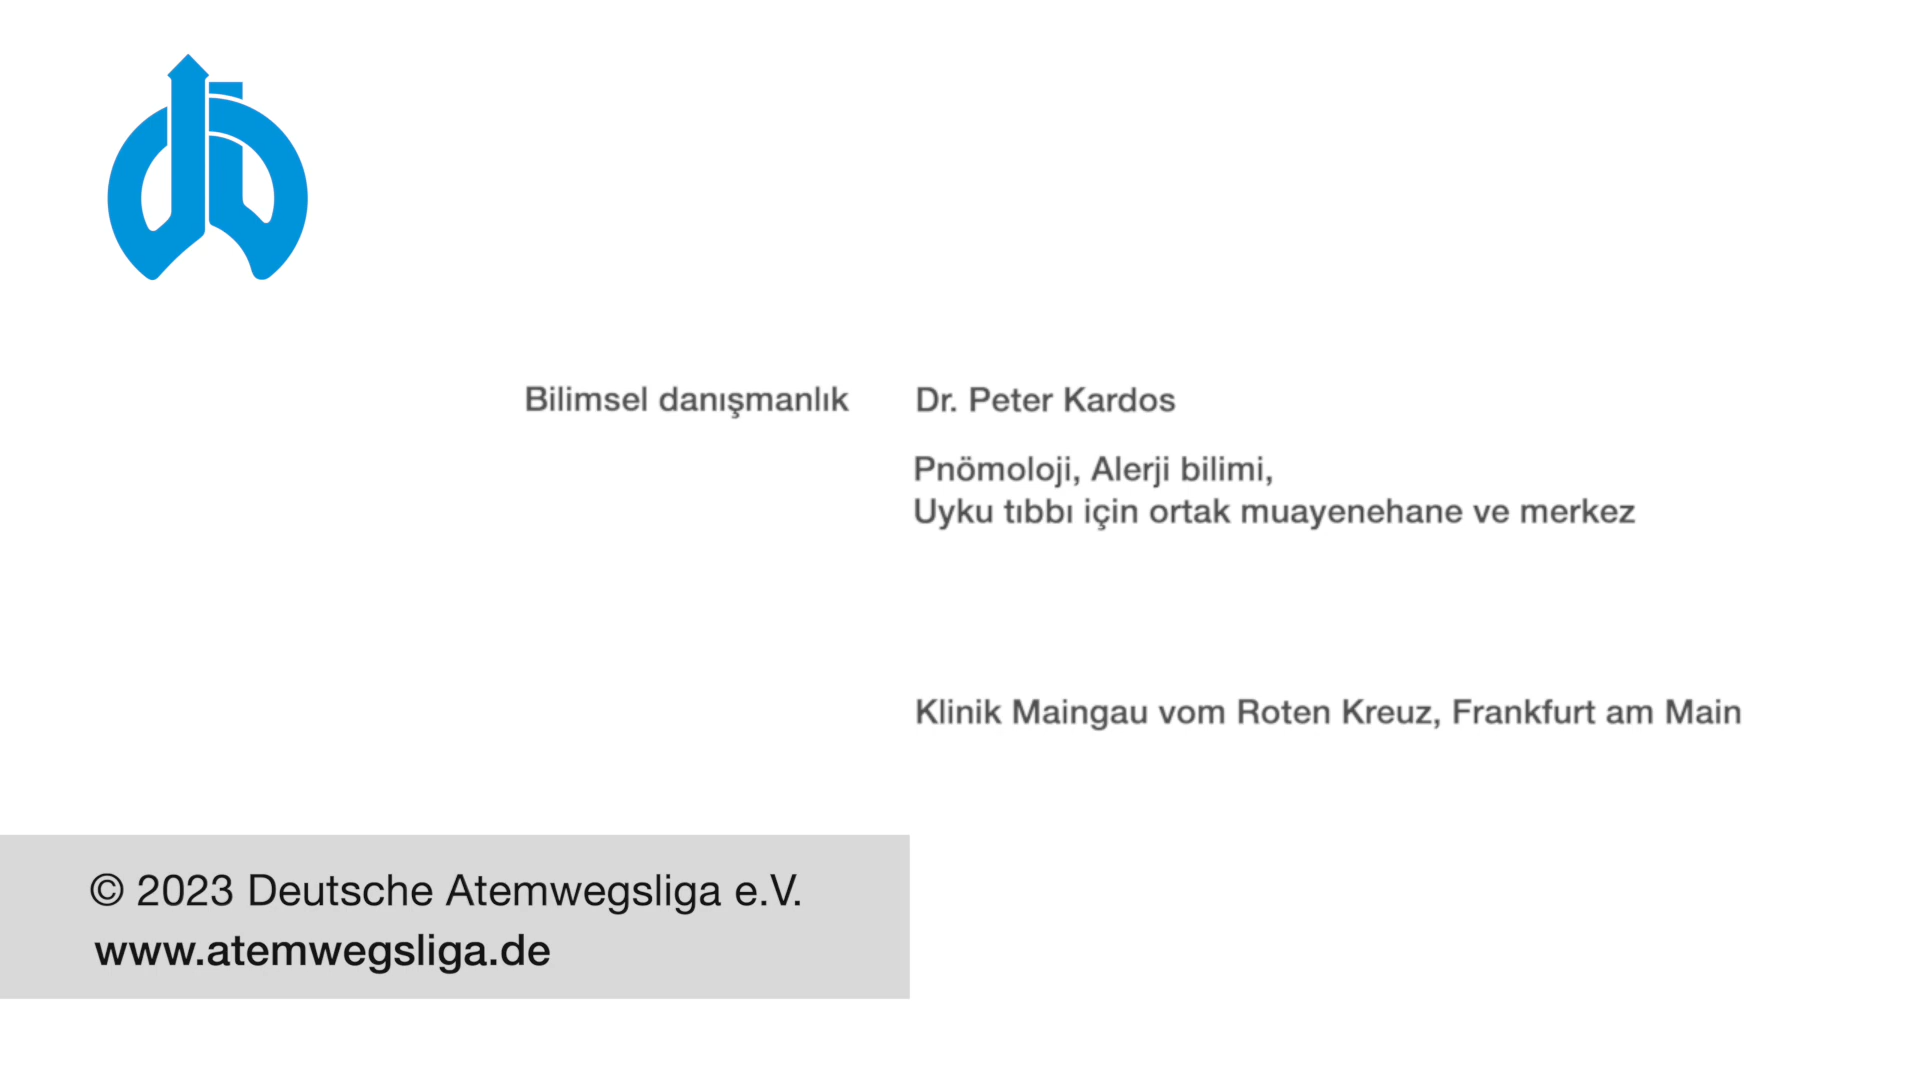 Bilimsel danışmanlık
Dr. Peter Kardos
Pnömoloji, Alerji bilimi,
Uyku tıbbı için ortak muayenehane ve merkez
Klinik Maingau vom Roten Kreuz, Frankfurt am Main
© 2023 Deutsche Atemwegsliga e.V.
www.atemwegsliga.de